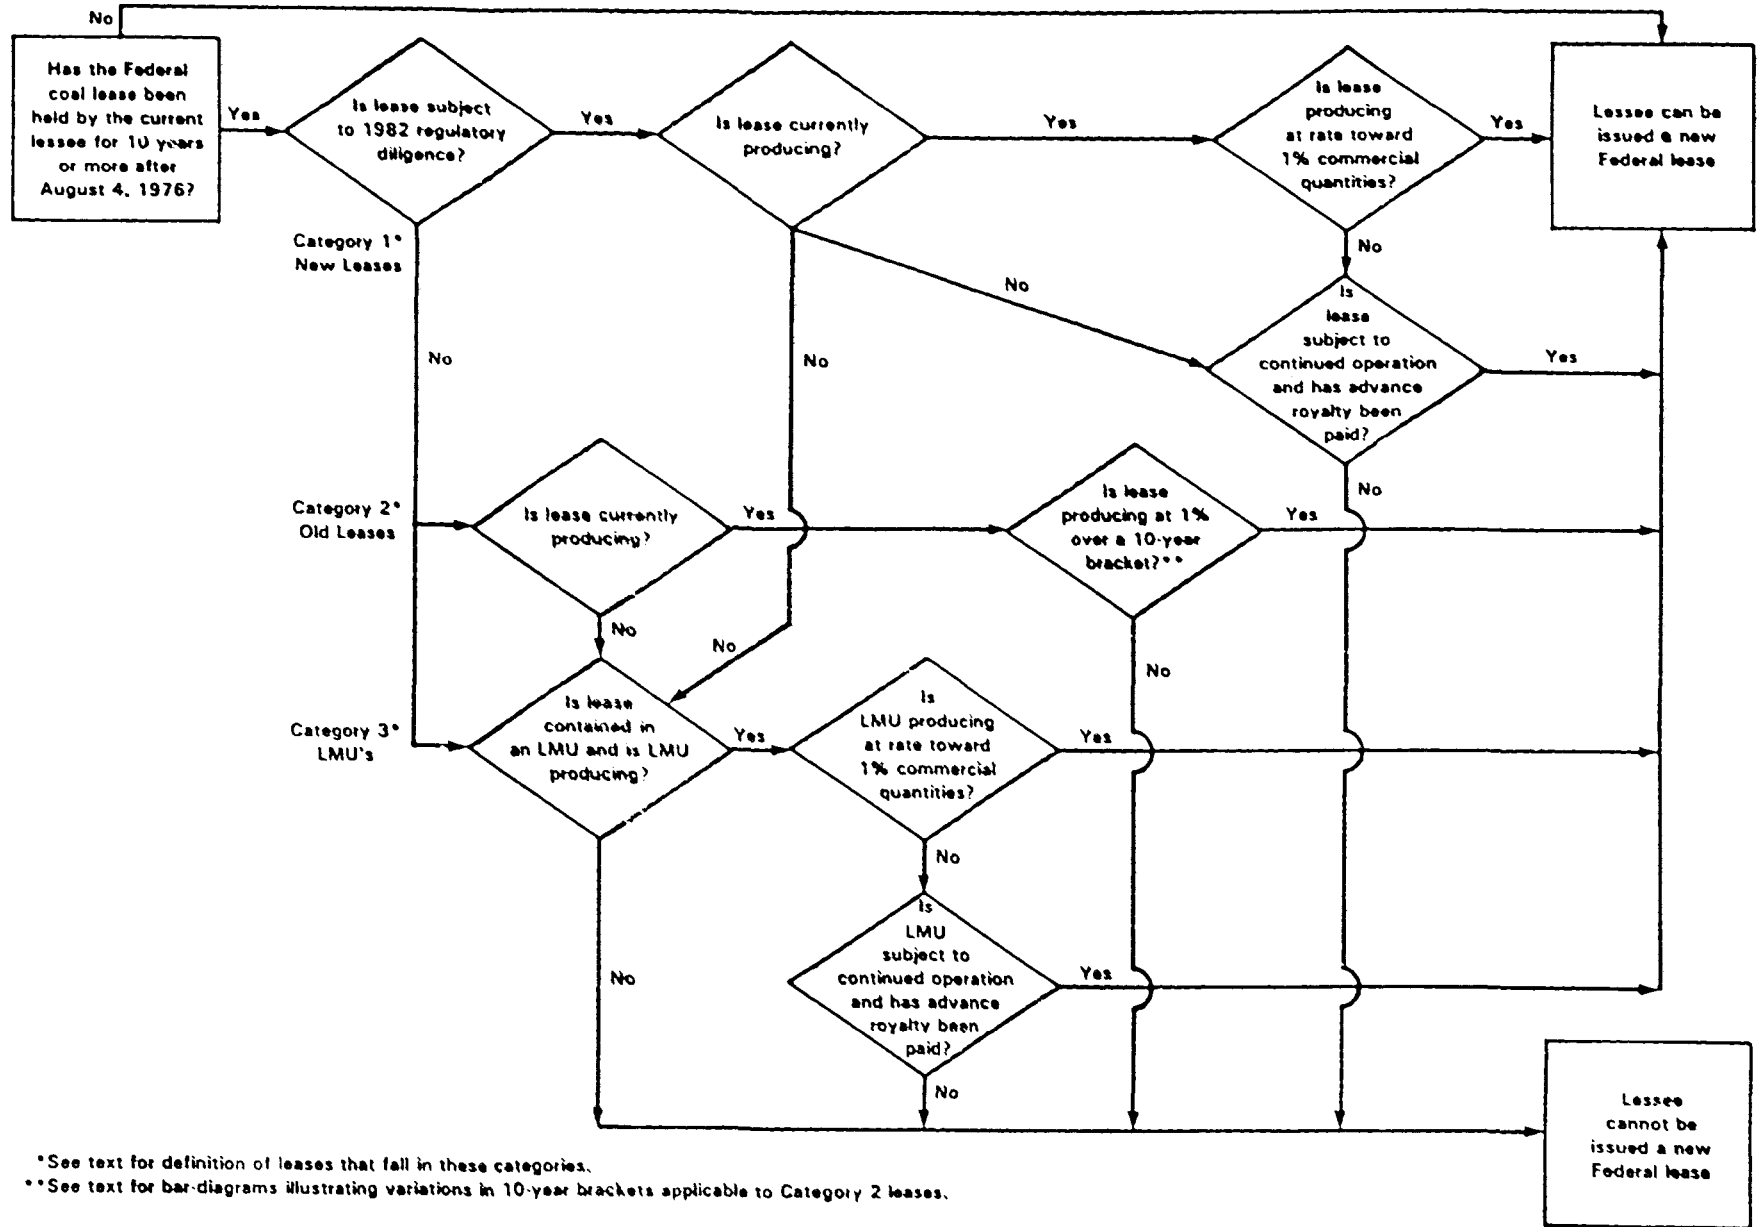 No
Has the Federal
coal lease been
held by the current
lessee for 10 years
or more after
August 4, 1976?
Yes
Is lease subject
to 1982 regulatory
diligence?
Yes
Is lease currently
producing?
Yes
Is lease
producing
at rate toward
1% commercial
quantities?
Yes
Lessee can be
issued a new
Federal lease
Category 1*
New Leases
No
No
No
No
Is
lease
subject to
continued operation
and has advance
royalty been
paid?
Yes
No
Category 2*
Old Leases
Is lease currently
producing?
Yes
Is lease
producing at 1%
over a 10-year
bracket?**
Yes
No
No
No
Category 3*
LMU's
Is lease
contained in
an LMU and is LMU
producing?
Yes
Is
LMU producing
at rate toward
1% commercial
quantities?
Yes
No
No
Is
LMU
subject to
continued operation
and has advance
royalty been
paid?
Yes
No
Lessee
cannot be
issued a new
Federal lease
*See text for definition of leases that fall in these categories.
**See text for bar-diagrams illustrating variations in 10-year brackets applicable to Category 2 leases.